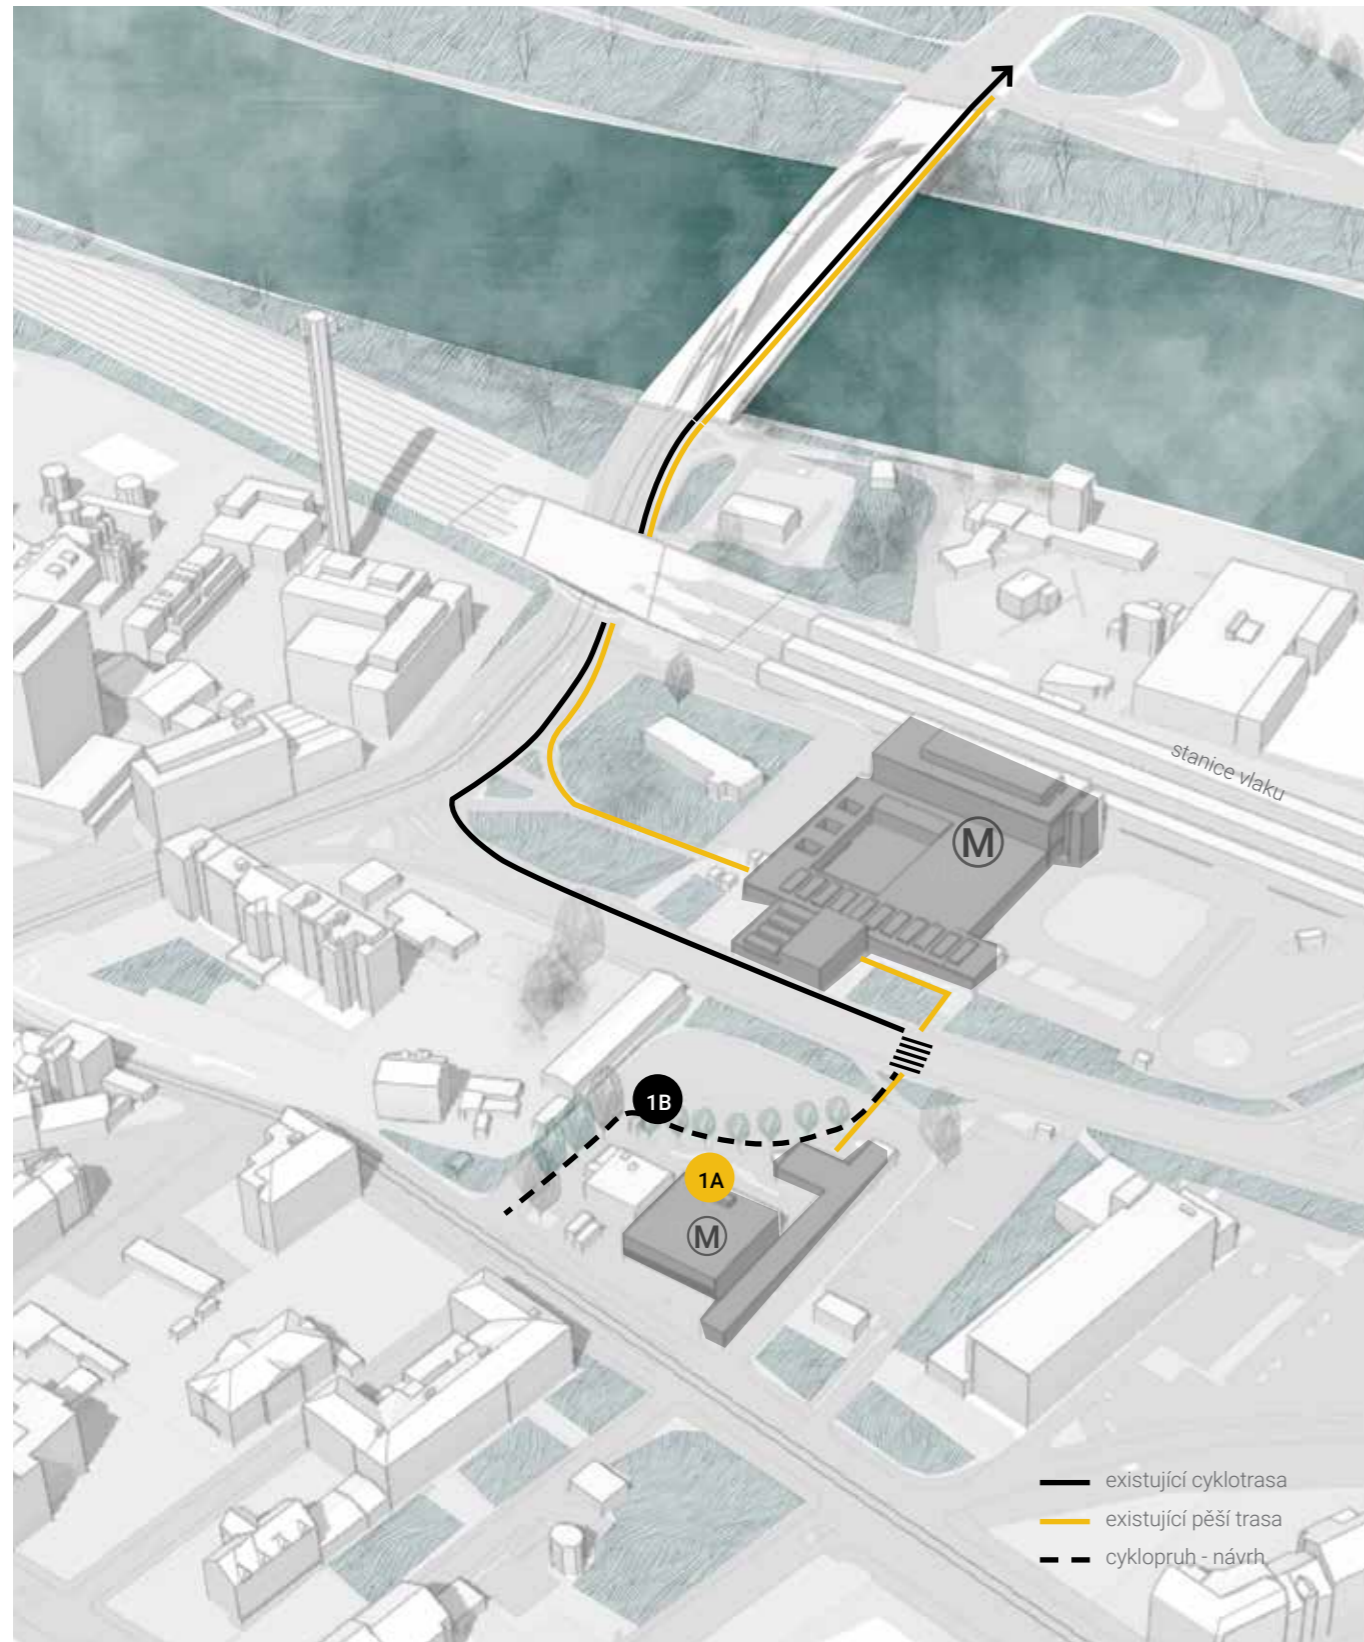 stanice vlaku
M
1B
1A
M
existující cyklotrasa
existující pěší trasa
cyklopruh - návrh